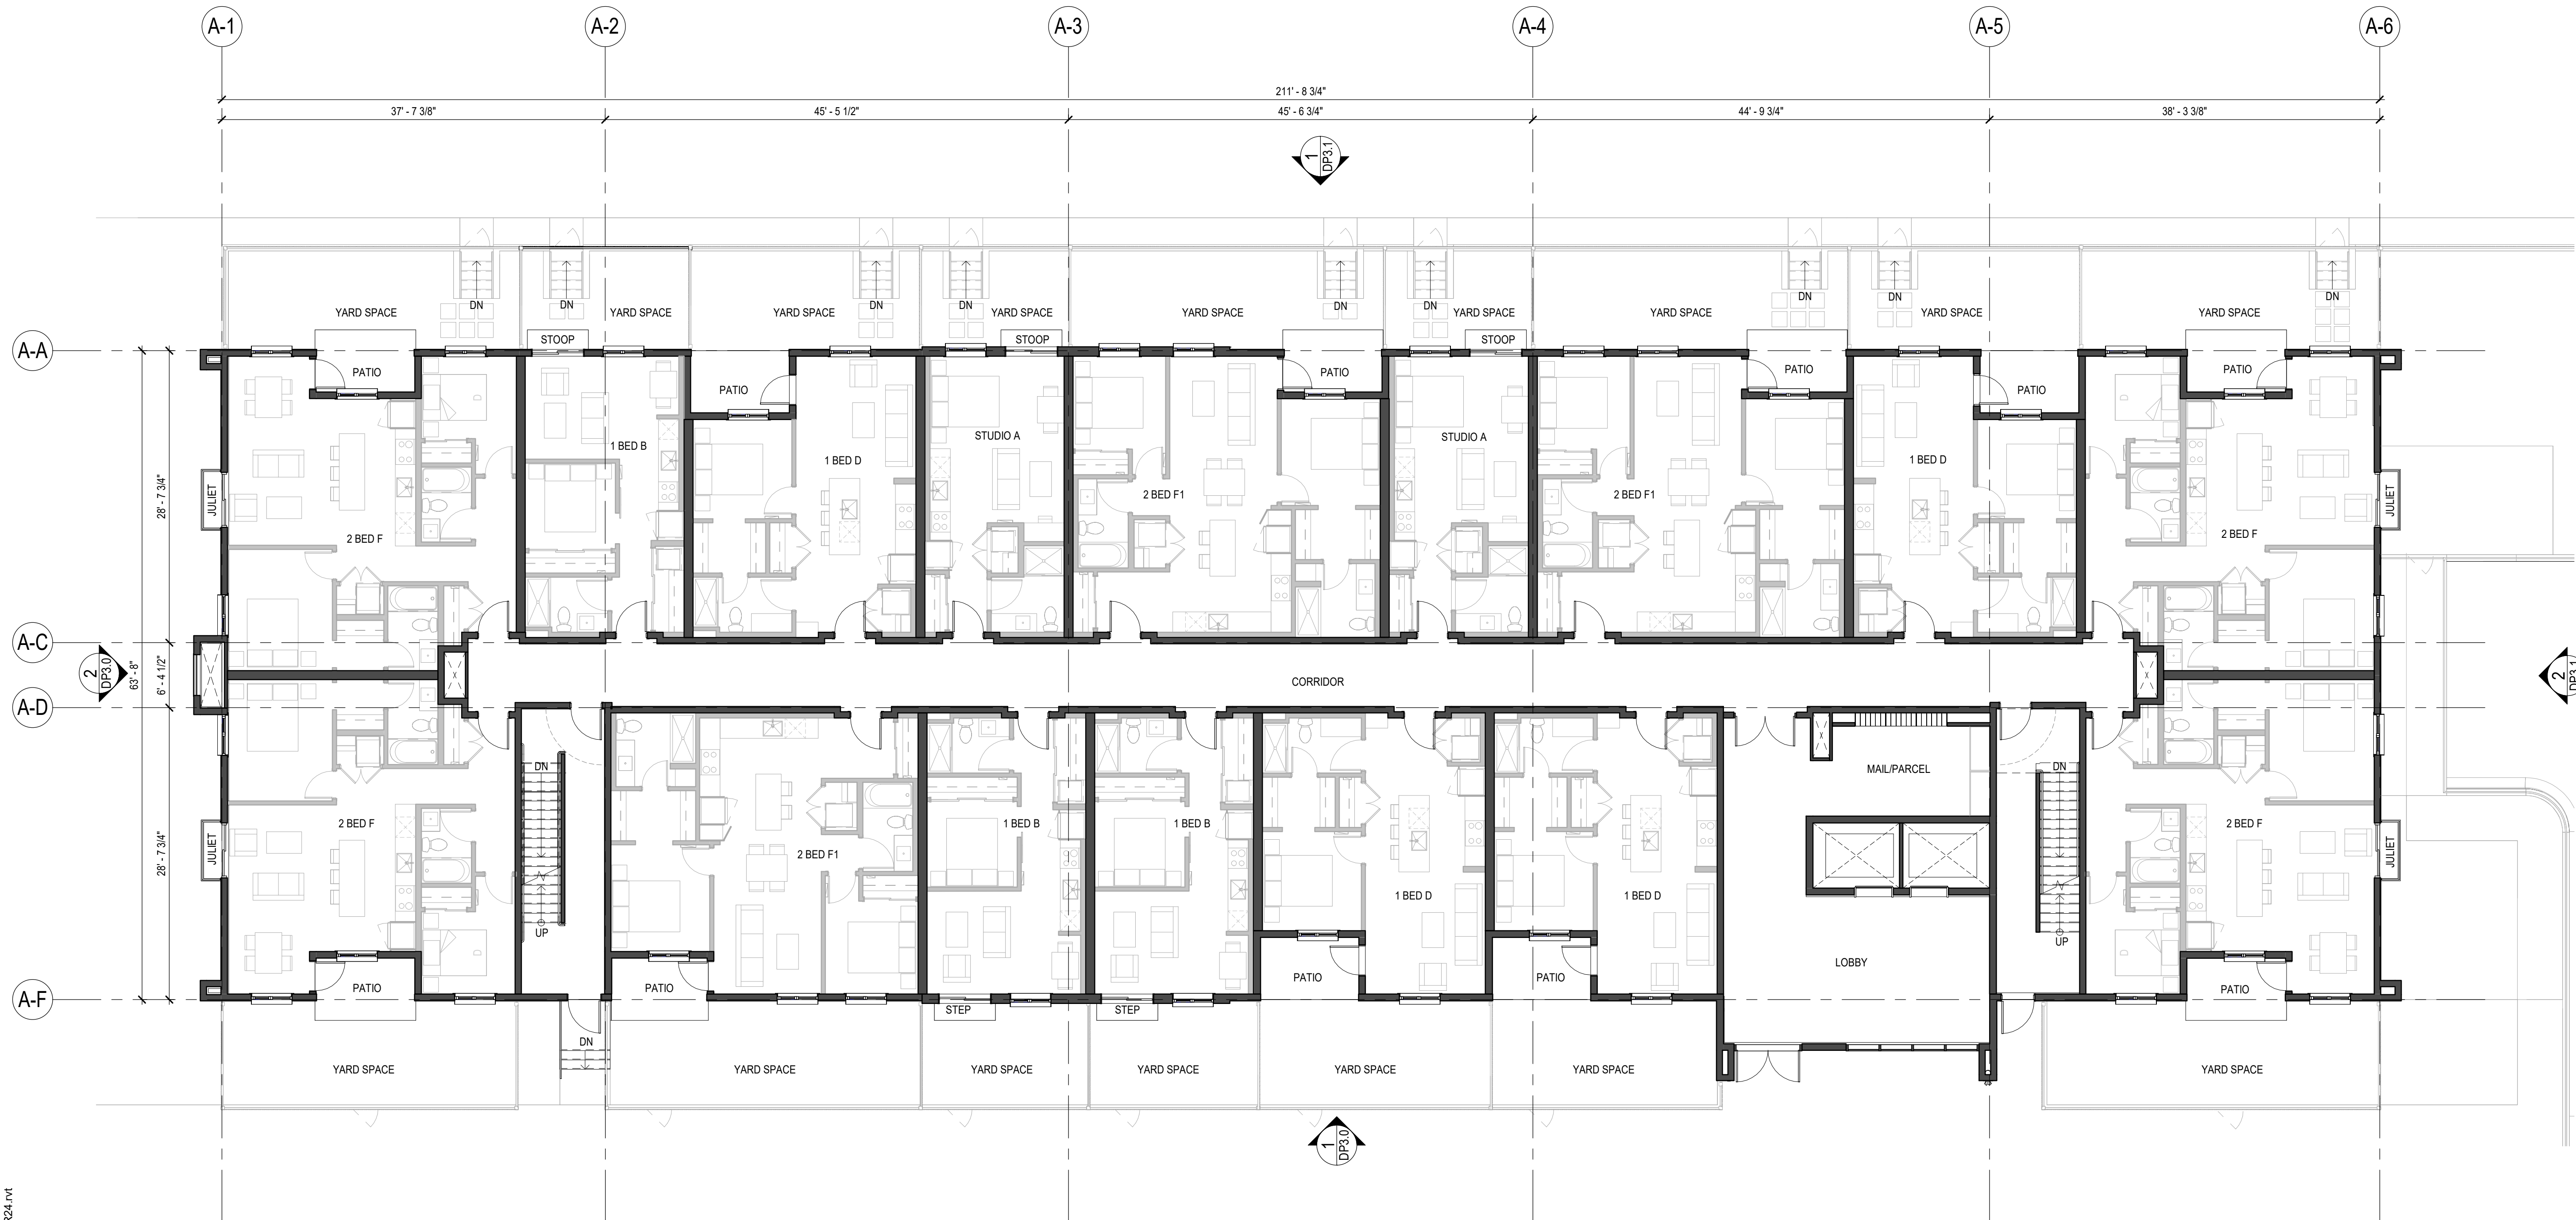 A-1
A-2
A-3
A-4
A-5
A-6
211' - 8 3/4"
37' - 7 3/8"
45' - 5 1/2"
45' - 6 3/4"
44' - 9 3/4"
38' - 3 3/8"
1
DP3.1
DN
DN
DN
DN
DN
DN
DN
DN
DN
YARD SPACE
YARD SPACE
YARD SPACE
YARD SPACE
YARD SPACE
YARD SPACE
YARD SPACE
YARD SPACE
YARD SPACE
A-A
STOOP
STOOP
STOOP
PATIO
PATIO
PATIO
PATIO
PATIO
PATIO
1 BED B
1 BED D
STUDIO A
STUDIO A
1 BED D
2 BED F1
2 BED F1
JULIET
JULIET
28' - 7 3/4"
2 BED F
2 BED F
A-C
2
DP3.0
63' - 8"
6' - 4 1/2"
CORRIDOR
2
DP3.1
A-D
DN
MAIL/PARCEL
DN
2 BED F
2 BED F1
1 BED B
1 BED B
2 BED F
JULIET
JULIET
28' - 7 3/4"
1 BED D
1 BED D
UP
UP
LOBBY
PATIO
PATIO
PATIO
PATIO
PATIO
A-F
STEP
STEP
DN
YARD SPACE
YARD SPACE
YARD SPACE
YARD SPACE
YARD SPACE
YARD SPACE
YARD SPACE
1
DP3.0
R24.rvt